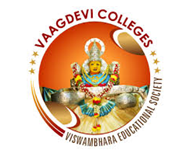 VAAGDEVI COLLEGES
VISWAMBHARA EDUCATIONAL SOCIETY